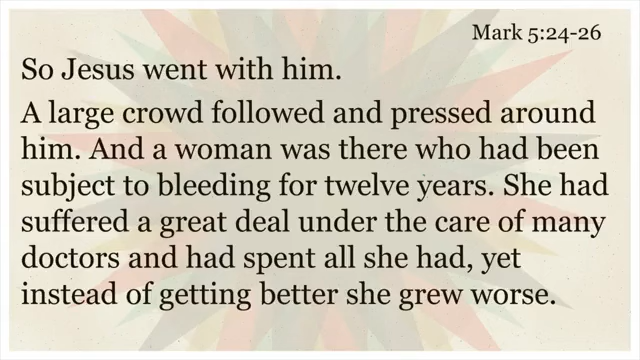 Mark 5:24-26
So Jesus went with him.
A large crowd followed and pressed around
him. And a woman was there who had been
subject to bleeding for twelve years. She had
suffered a great deal under the care of many
doctors and had spent all she had, yet
instead of getting better she grew worse.